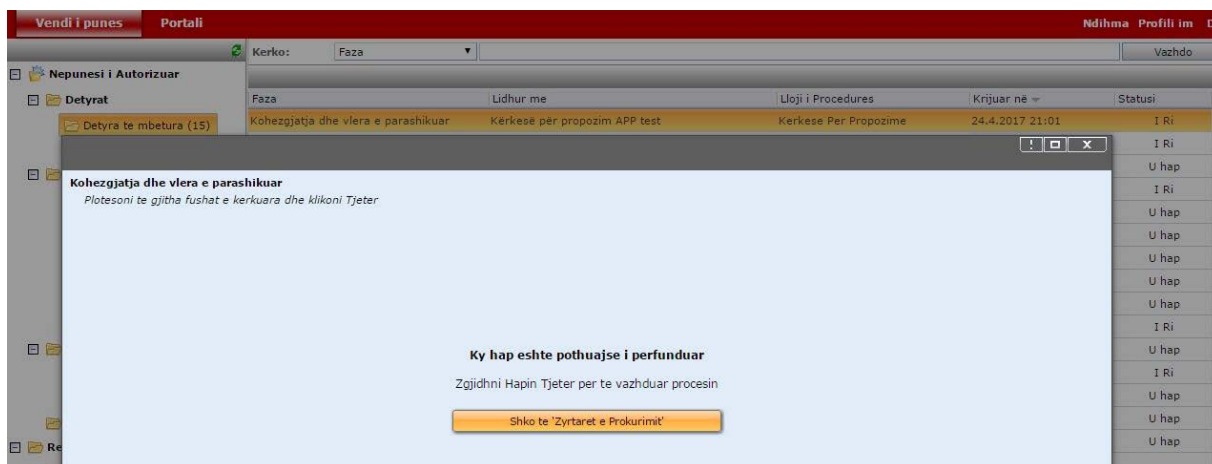 Vendi i punes Portali Ndihma Profili im
Kerko: Faza Vazhdo
Nepunesi i Autorizuar
Detyrat
Faza Lidhur me Lloji i Procedures Krijuar në Statusi
Detyra te mbetura (15) Kohezgjatja dhe vlera e parashikuar Kërkesë për propozim APP test Kerkese Per Propozime 24.4.2017 21:01 I Ri
! x I Ri
U hap
Kohezgjatja dhe vlera e parashikuar
I Ri
Plotesoni te gjitha fushat e kerkuara dhe klikoni Tjeter
U hap
U hap
U hap
U hap
U hap
I Ri
Ky hap eshte pothuajse i perfunduar U hap
I Ri
Zgjidhni Hapin Tjeter per te vazhduar procesin
U hap
Shko te 'Zyrtaret e Prokurimit' U hap
Re U hap